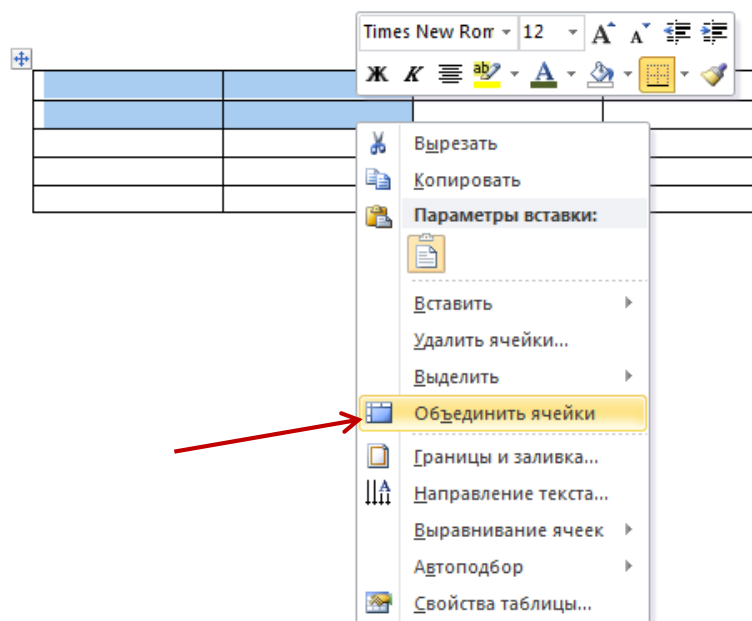 Times New Rom 12 А А
Ж К ab А
Вырезать
Копировать
Параметры вставки:
Вставить
Удалить ячейки...
Выделить
Объединить ячейки
Границы и заливка...
Направление текста...
Выравнивание ячеек
Автоподбор
Свойства таблицы...